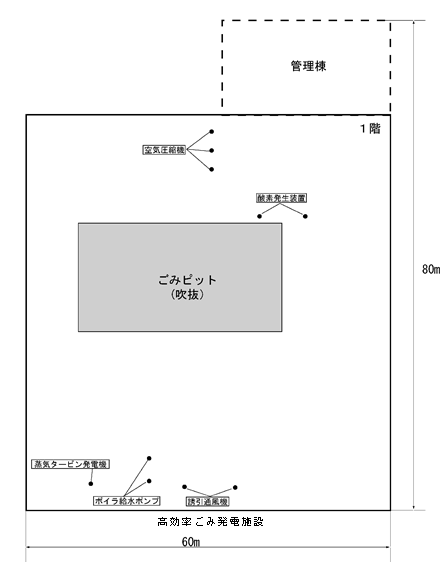 管理棟
１階
空気圧縮機
酸素発生装置
ごみピット
(吹抜)
80m
蒸気タービン発電機
ボイラ給水ポンプ
誘引通風機
高効率ごみ発電施設
60m